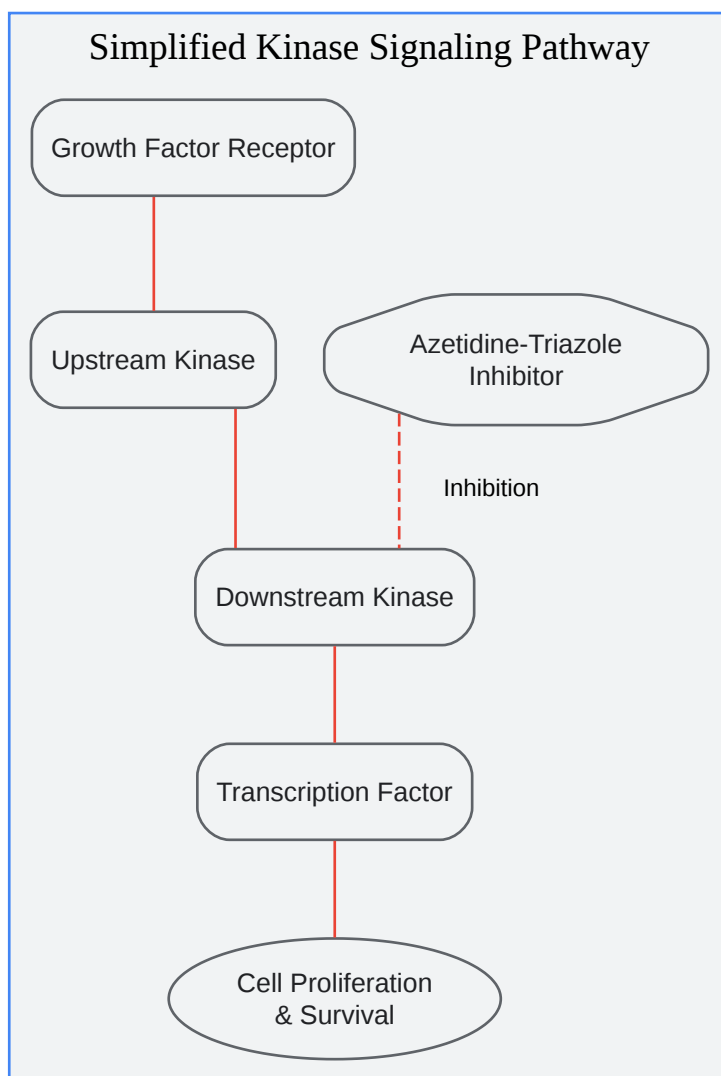 Simplified Kinase Signaling Pathway
Growth Factor Receptor
Upstream Kinase
Azetidine-Triazole
Inhibitor
Inhibition
Downstream Kinase
Transcription Factor
Cell Proliferation
& Survival